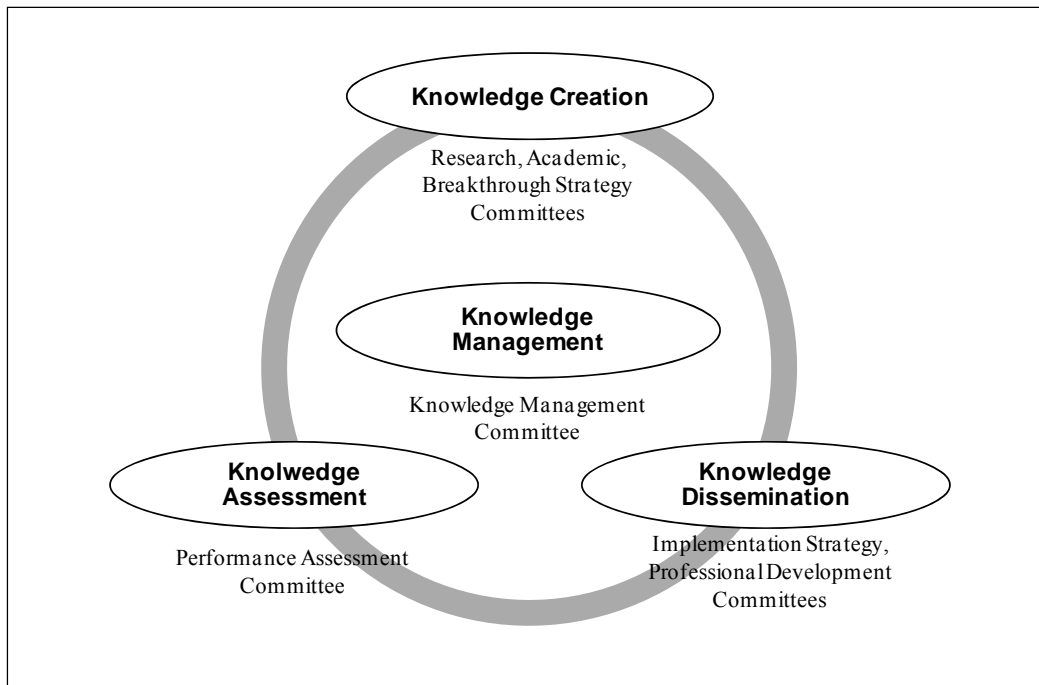 Knowledge Creation
Research, Academic,
Breakthrough Strategy
Committees
Knowledge
Management
Knowledge Management
Committee
Knolwedge
Assessment
Performance Assessment
Committee
Knowledge
Dissemination
Implementation Strategy,
Professional Development
Committees